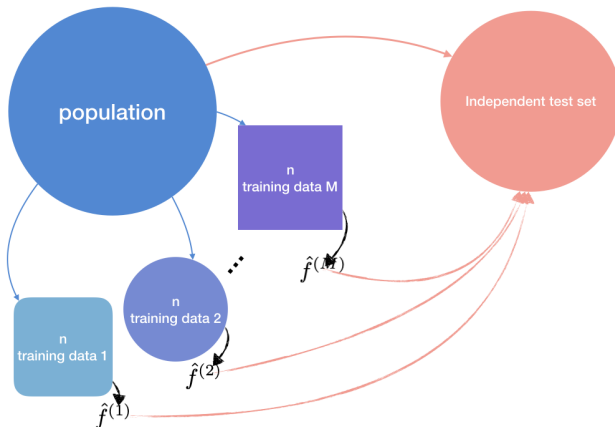 population
Independent test set
n
training data M
f̂^(M)
n
training data 2
f̂^(2)
n
training data 1
f̂^(1)